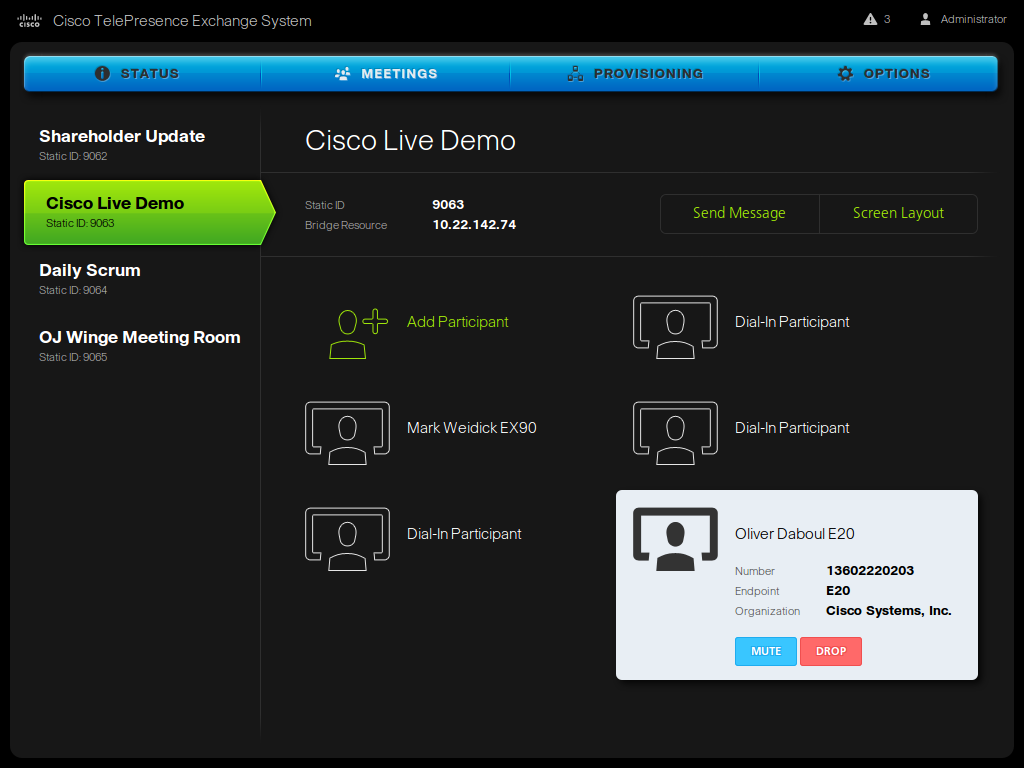 CISCO Cisco TelePresence Exchange System
3 Administrator
STATUS MEETINGS PROVISIONING OPTIONS
Shareholder Update
Static ID: 9062
Cisco Live Demo
Static ID: 9063
Daily Scrum
Static ID: 9064
OJ Winge Meeting Room
Static ID: 9065
Cisco Live Demo
Static ID 9063
Bridge Resource 10.22.142.74
Send Message Screen Layout
Add Participant Dial-In Participant
Mark Weidick EX90 Dial-In Participant
Dial-In Participant Oliver Daboul E20
Number 13602220203
Endpoint E20
Organization Cisco Systems, Inc.
MUTE DROP